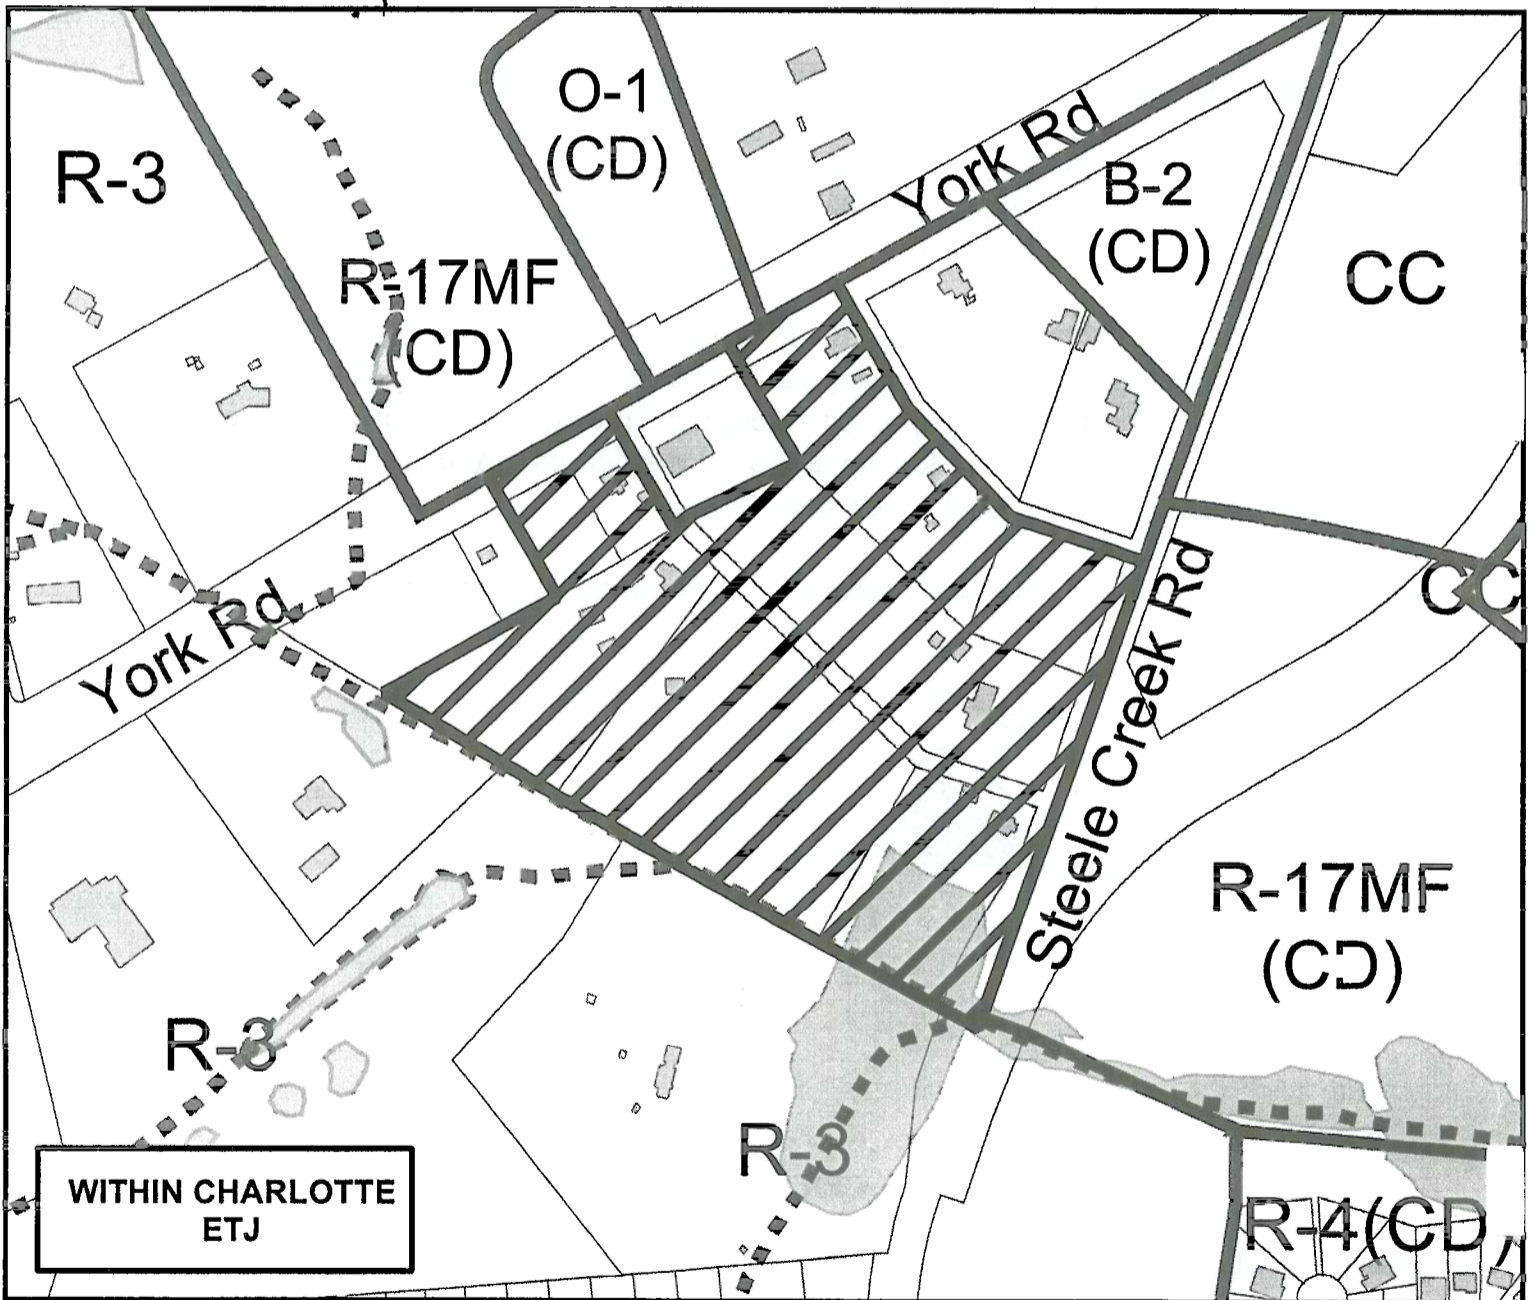 O-1
(CD)
York Rd
R-3
B-2
(CD)
R-17MF
(CD)
CC
CC
York Rd
Steele Creek Rd
R-17MF
(CD)
R-3
R-3
WITHIN CHARLOTTE
ETJ
R-4(CD)